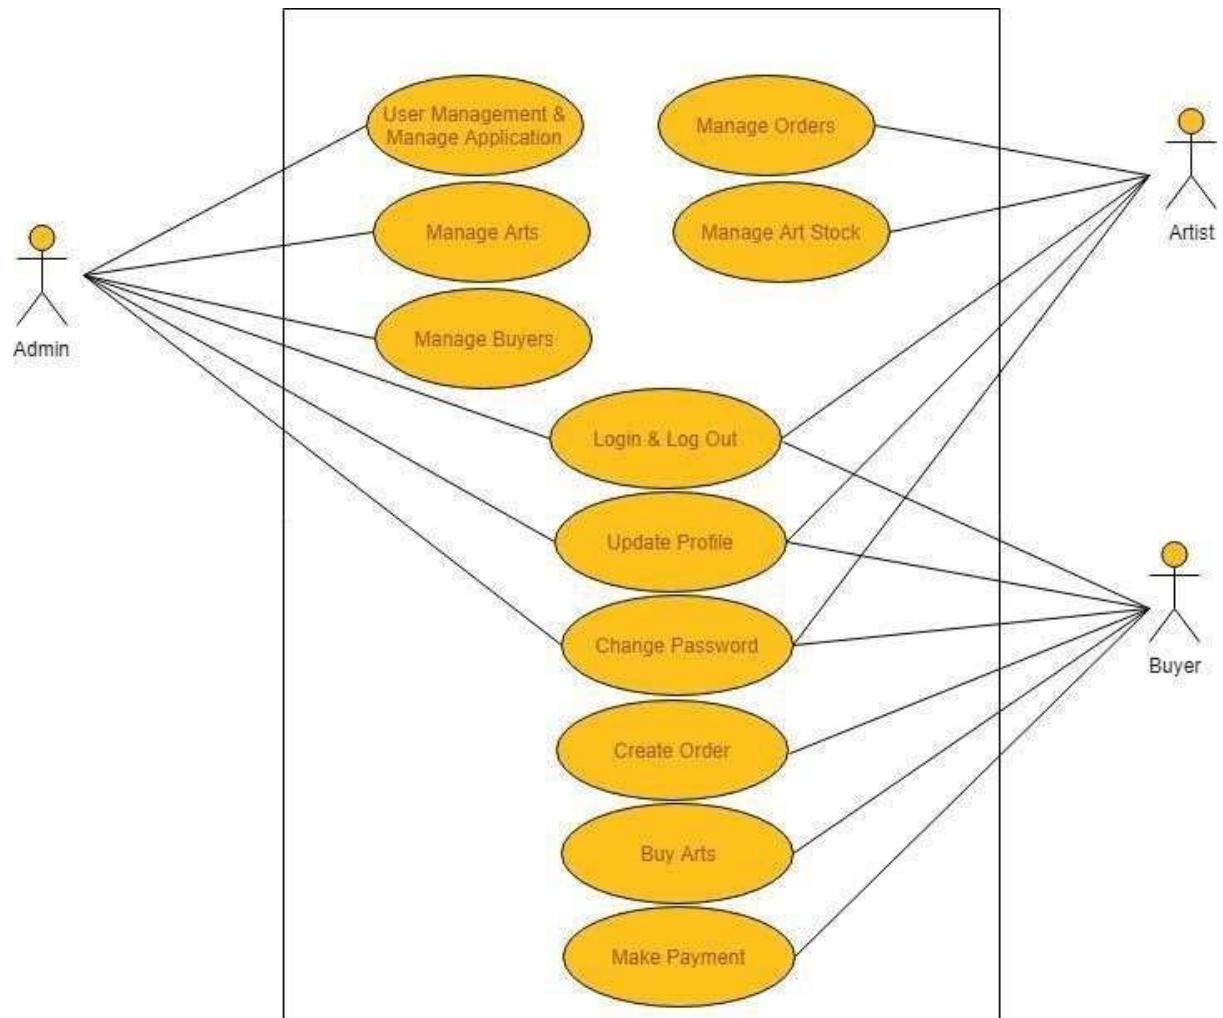 User Management &
Manage Application
Manage Orders
Manage Arts
Manage Art Stock
Artist
Manage Buyers
Admin
Login & Log Out
Update Profile
Change Password
Buyer
Create Order
Buy Arts
Make Payment